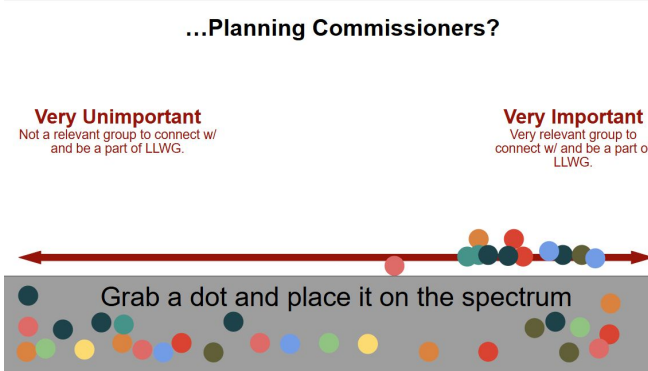 ...Planning Commissioners?
Very Unimportant
Not a relevant group to connect w/
and be a part of LLWG.
Very Important
Very relevant group to
connect w/ and be a part o
LLWG.
Grab a dot and place it on the spectrum